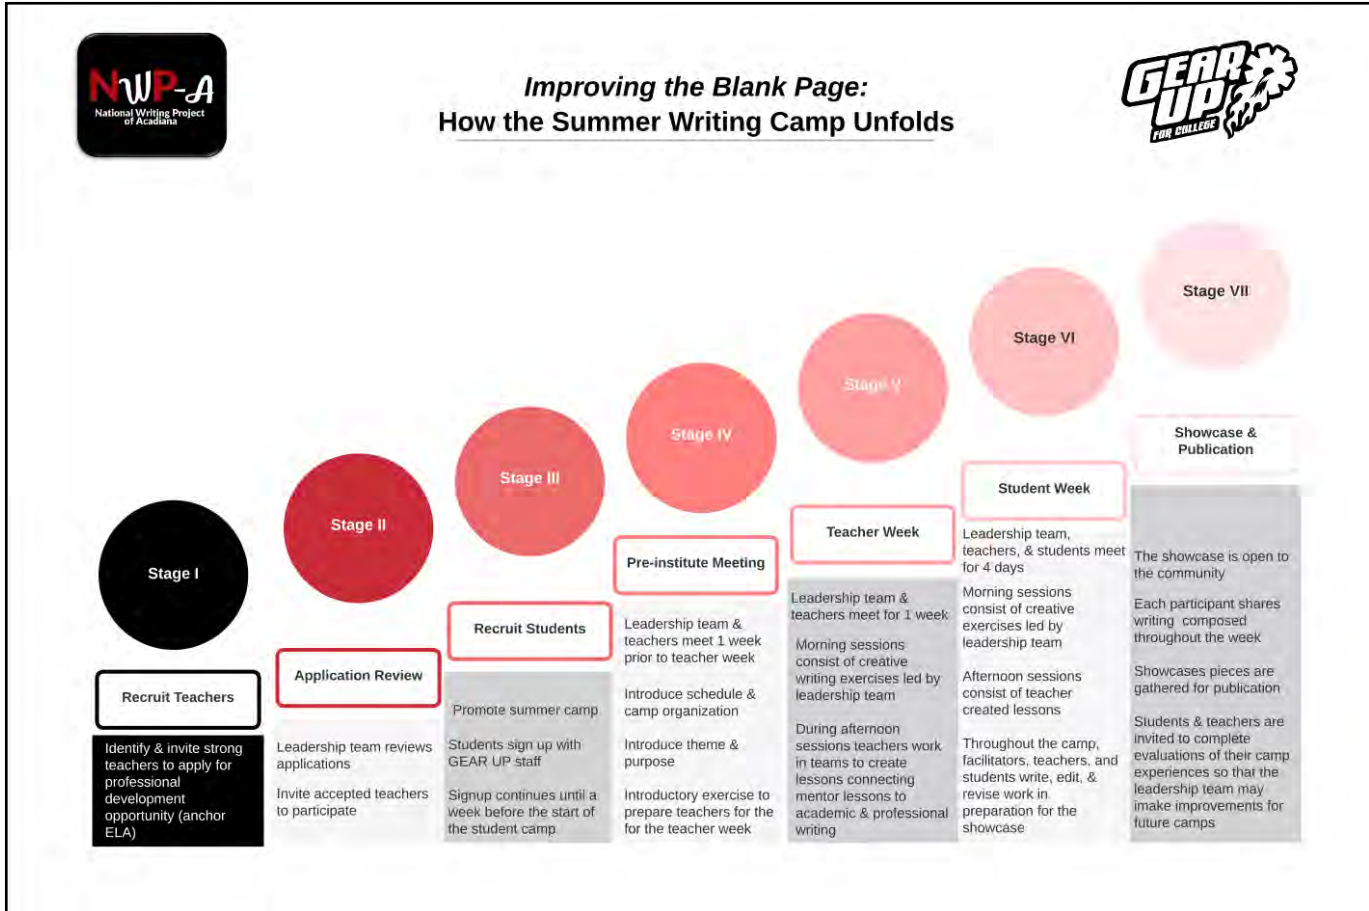 NWP-A
National Writing Project
of Acadiana
Improving the Blank Page:
How the Summer Writing Camp Unfolds
GEAR
UP
FOR COLLEGE
Stage I
Recruit Teachers
Identify & invite strong
teachers to apply for
professional
development
opportunity (anchor
ELA)
Stage II
Application Review
Leadership team reviews
applications
Invite accepted teachers
to participate
Stage III
Recruit Students
Promote summer camp
Students sign up with
GEAR UP staff
Signup continues until a
week before the start of
the student camp
Stage IV
Pre-institute Meeting
Leadership team &
teachers meet 1 week
prior to teacher week
Introduce schedule &
camp organization
Introduce theme &
purpose
Introductory exercise to
prepare teachers for the
for the teacher week
Stage V
Teacher Week
Leadership team &
teachers meet for 1 week
Morning sessions
consist of creative
writing exercises led by
leadership team
During afternoon
sessions teachers work
in teams to create
lessons connecting
mentor lessons to
academic & professional
writing
Stage VI
Student Week
Leadership team,
teachers, & students meet
for 4 days
Morning sessions
consist of creative
exercises led by
leadership team
Afternoon sessions
consist of teacher
created lessons
Throughout the camp,
facilitators, teachers, and
students write, edit, &
revise work in
preparation for the
showcase
Stage VII
Showcase &
Publication
The showcase is open to
the community
Each participant shares
writing composed
throughout the week
Showcases pieces are
gathered for publication
Students & teachers are
invited to complete
evaluations of their camp
experiences so that the
leadership team may
imake improvements for
future camps